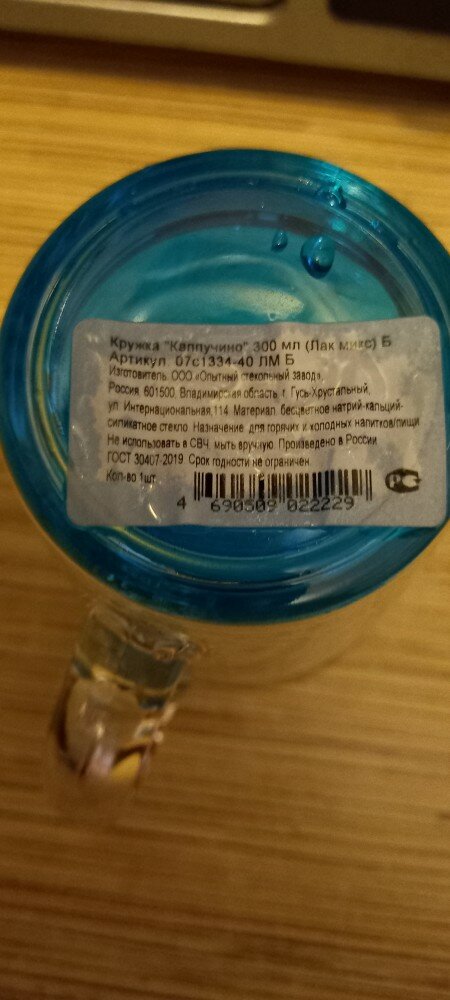 Кружка "Каппучино" 300 мл (Лак микс) Б
Артикул: 07с1334-40 ЛМ Б
Изготовитель: ООО «Опытный стекольный завод»,
Россия, 601500, Владимирская область, г. Гусь-Хрустальный,
ул. Интернациональная,114. Материал: бесцветное натрий-кальций-
силикатное стекло. Назначение: для горячих и холодных напитков/пищи
Не использовать в СВЧ, мыть вручную. Произведено в России
ГОСТ 30407-2019. Срок годности не ограничен.
Кол-во 1шт
4 690509 022229